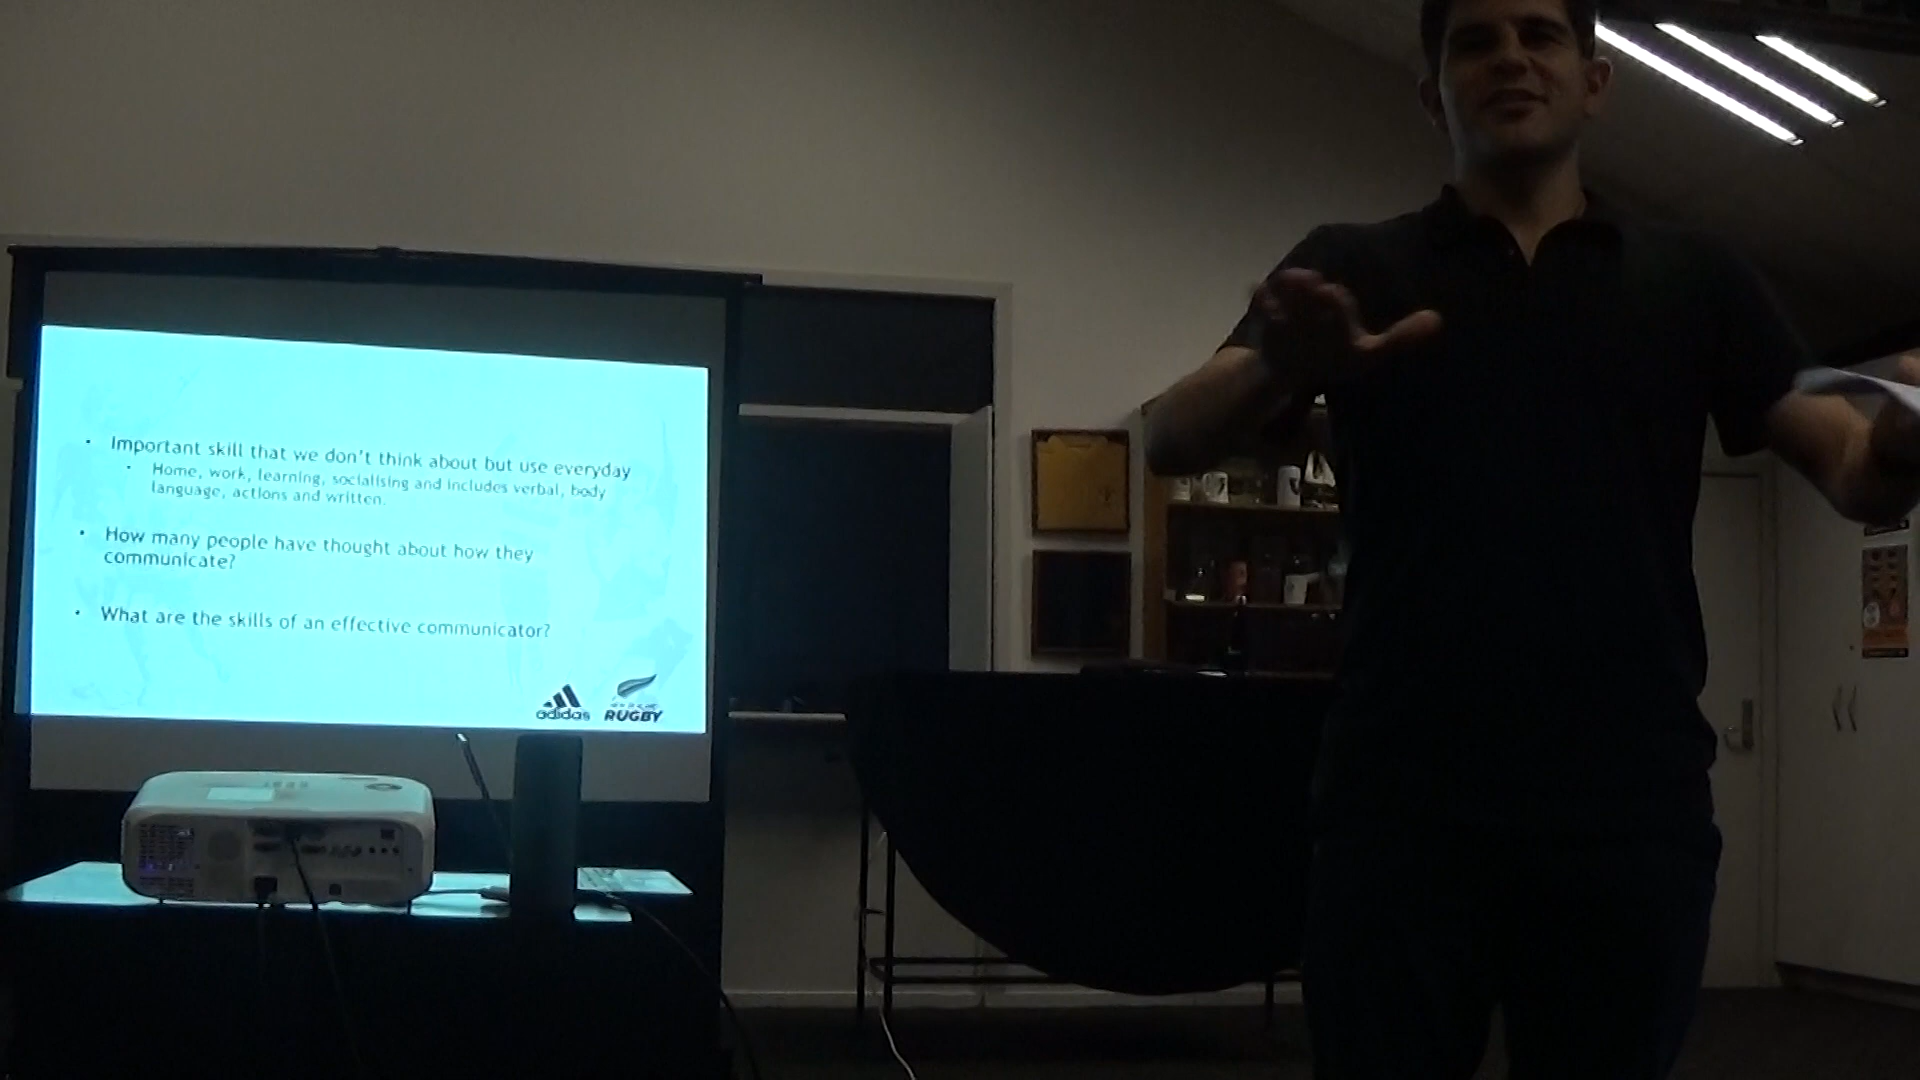 Important skill that we don't think about but use everyday
Home, work, learning, socialising and includes verbal, body
language, actions and written.
How many people have thought about how they
communicate?
What are the skills of an effective communicator?
adidas
RUGBY